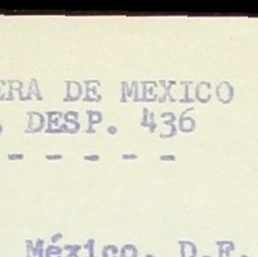 ERA DE MEXICO
. DESP. 436
- - - - -
México, D.F.